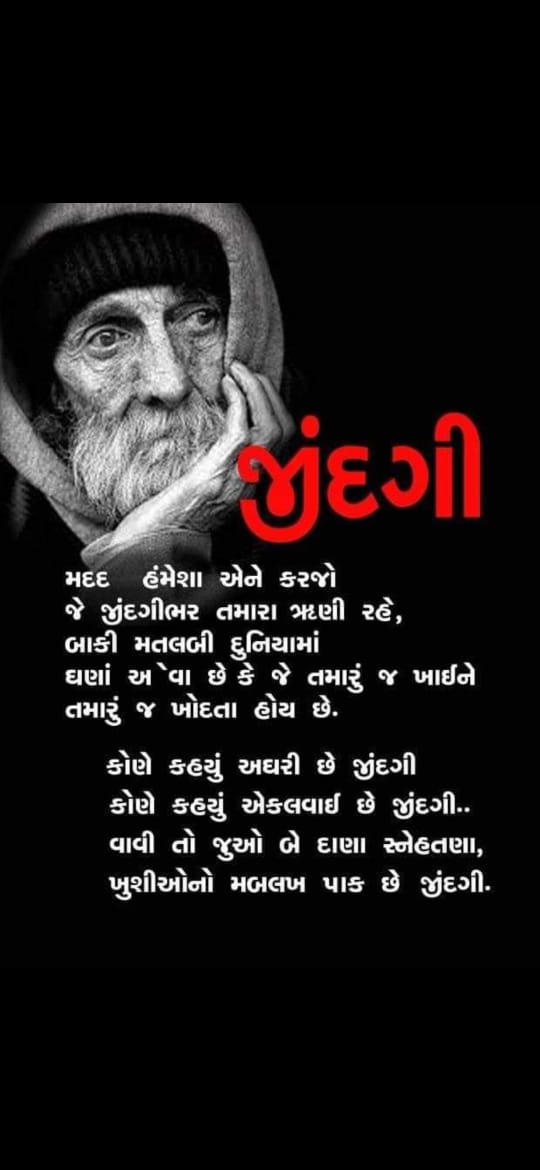 જીંદગી
મદદ હંમેશા એને કરજો
જે જીંદગીભર તમારા ઋણી રહે,
બાકી મતલબી દુનિયામાં
ઘણાં અેવા છે કે જે તમારું જ ખાઈને
તમારું જ ખોદતા હોય છે.
કોણે કહયું અઘરી છે જીંદગી
કોણે કહયું એકલવાઈ છે જીંદગી..
વાવી તો જુઓ બે દાણા સ્નેહતણા,
ખુશીઓનો મબલખ પાક છે જીંદગી.